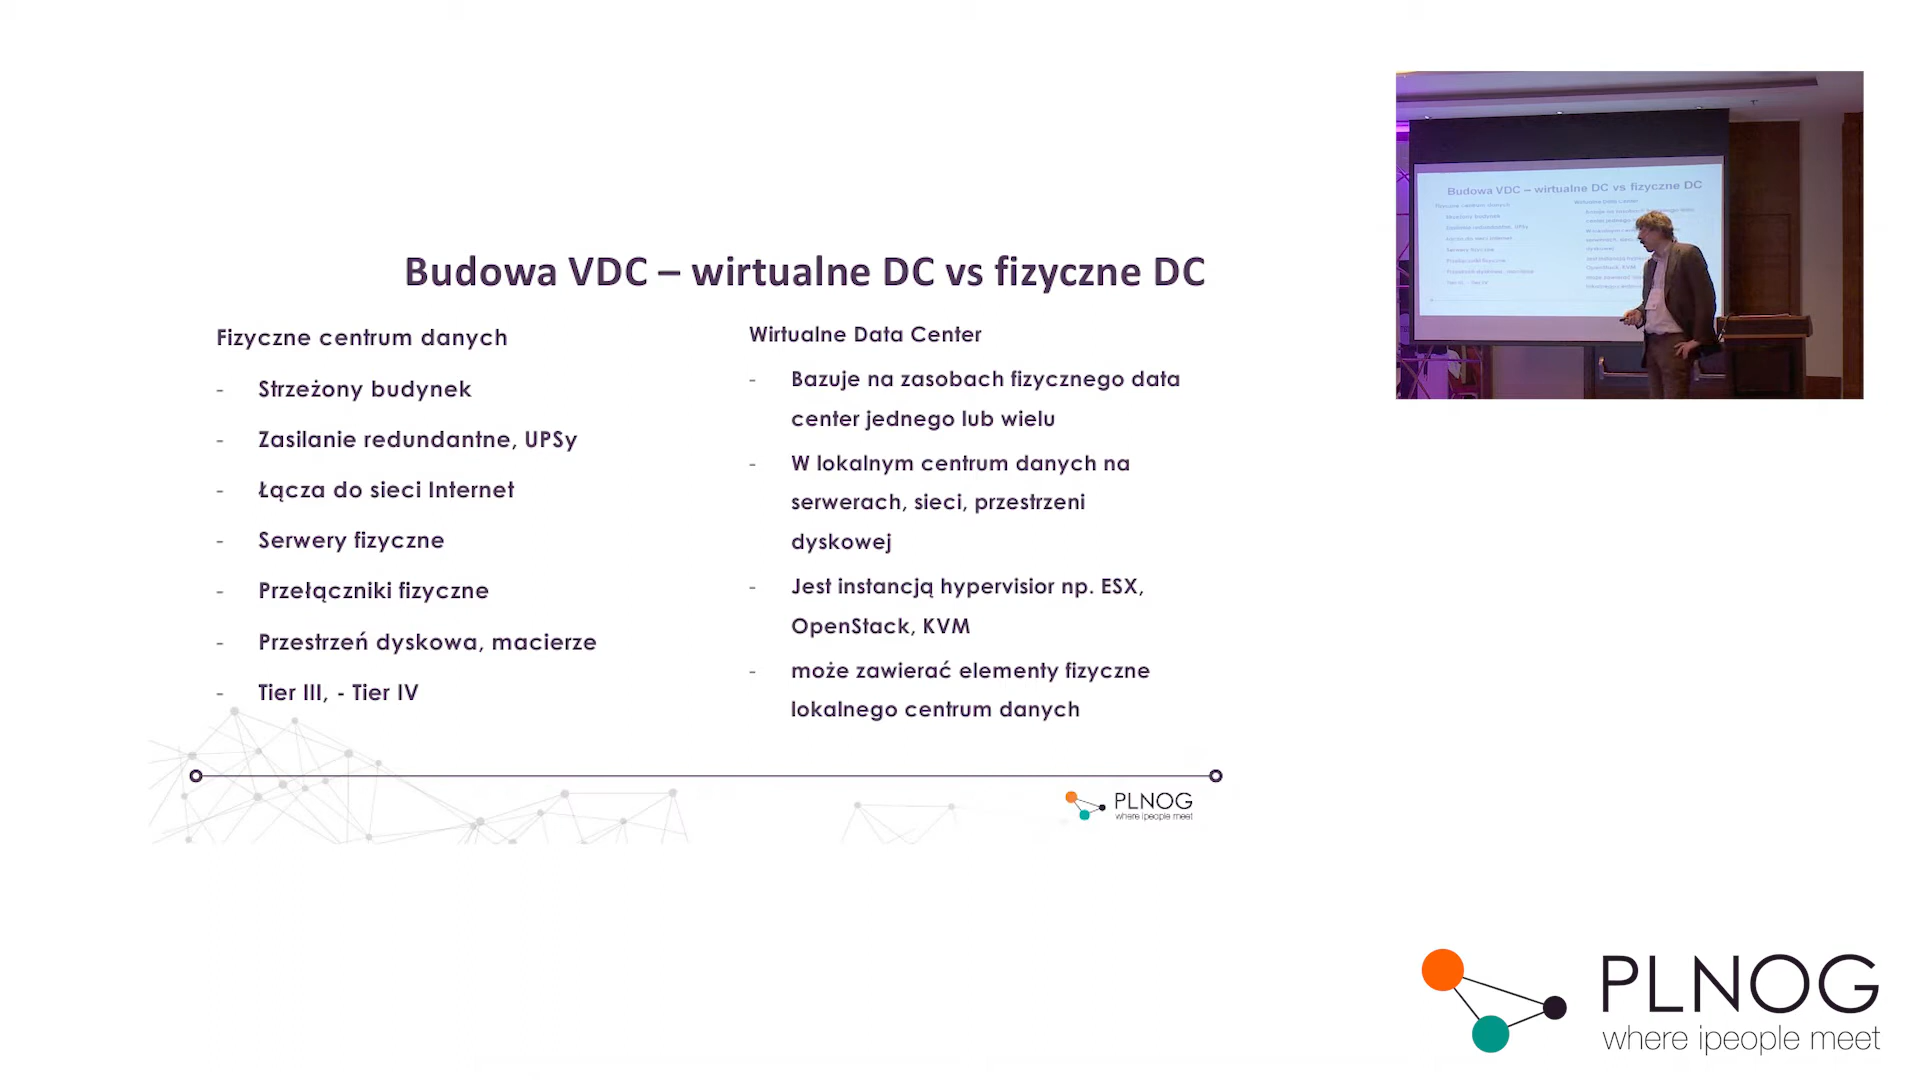 Budowa VDC – wirtualne DC vs fizyczne DC
Fizyczne centrum danych
- Strzeżony budynek
- Zasilanie redundantne, UPSy
- Łącza do sieci Internet
- Serwery fizyczne
- Przełączniki fizyczne
- Przestrzeń dyskowa, macierze
- Tier III, - Tier IV
Wirtualne Data Center
- Bazuje na zasobach fizycznego data
center jednego lub wielu
- W lokalnym centrum danych na
serwerach, sieci, przestrzeni
dyskowej
- Jest instancją hypervisior np. ESX,
OpenStack, KVM
- może zawierać elementy fizyczne
lokalnego centrum danych
PLNOG
where ipeople meet
Budowa VDC – wirtualne DC vs fizyczne DC
PLNOG
where ipeople meet